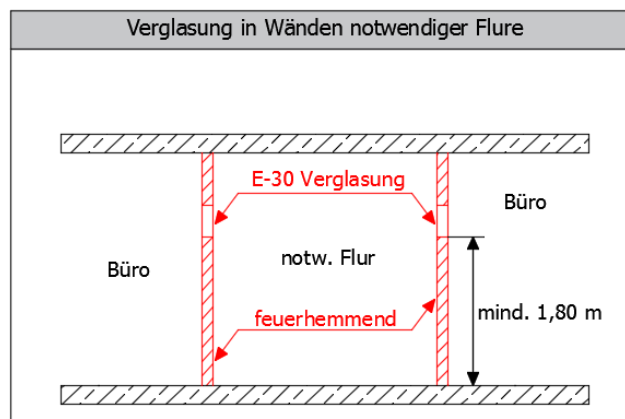 Verglasung in Wänden notwendiger Flure
E-30 Verglasung
Büro
Büro
notw. Flur
mind. 1,80 m
feuerhemmend